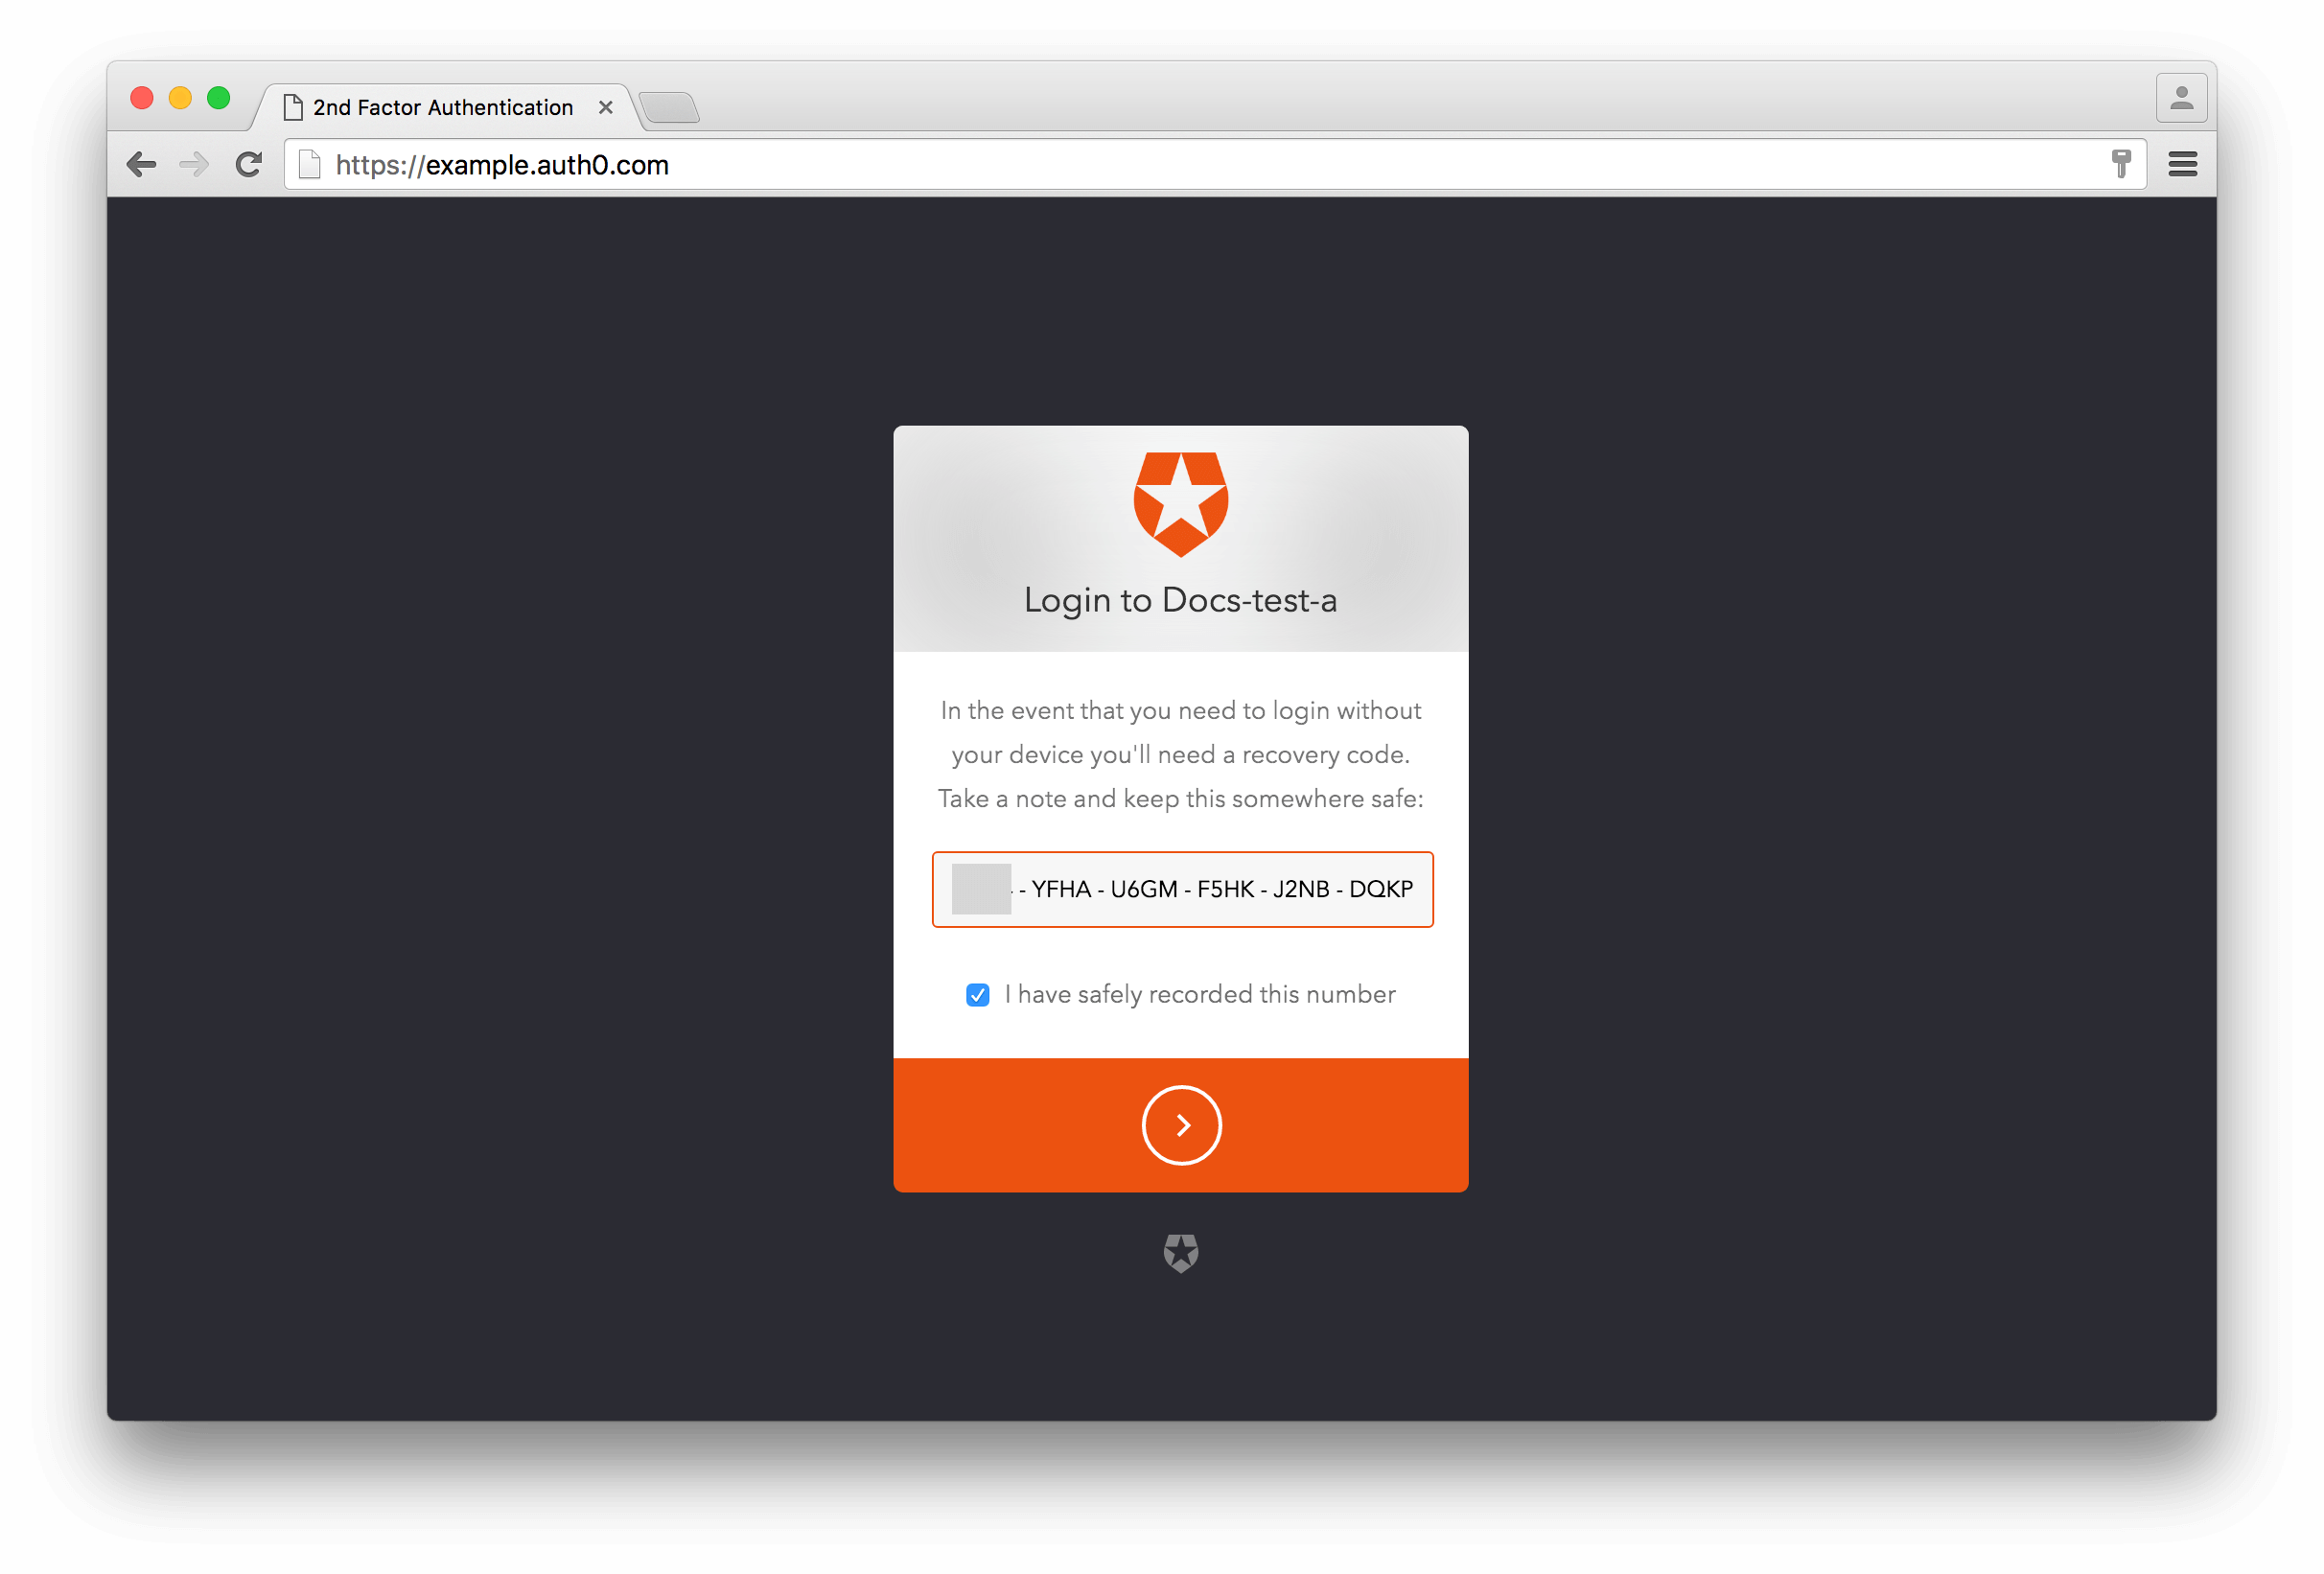 2nd Factor Authentication
https://example.auth0.com
Login to Docs-test-a
In the event that you need to login without
your device you'll need a recovery code.
Take a note and keep this somewhere safe:
- YFHA - U6GM - F5HK - J2NB - DQKP
I have safely recorded this number